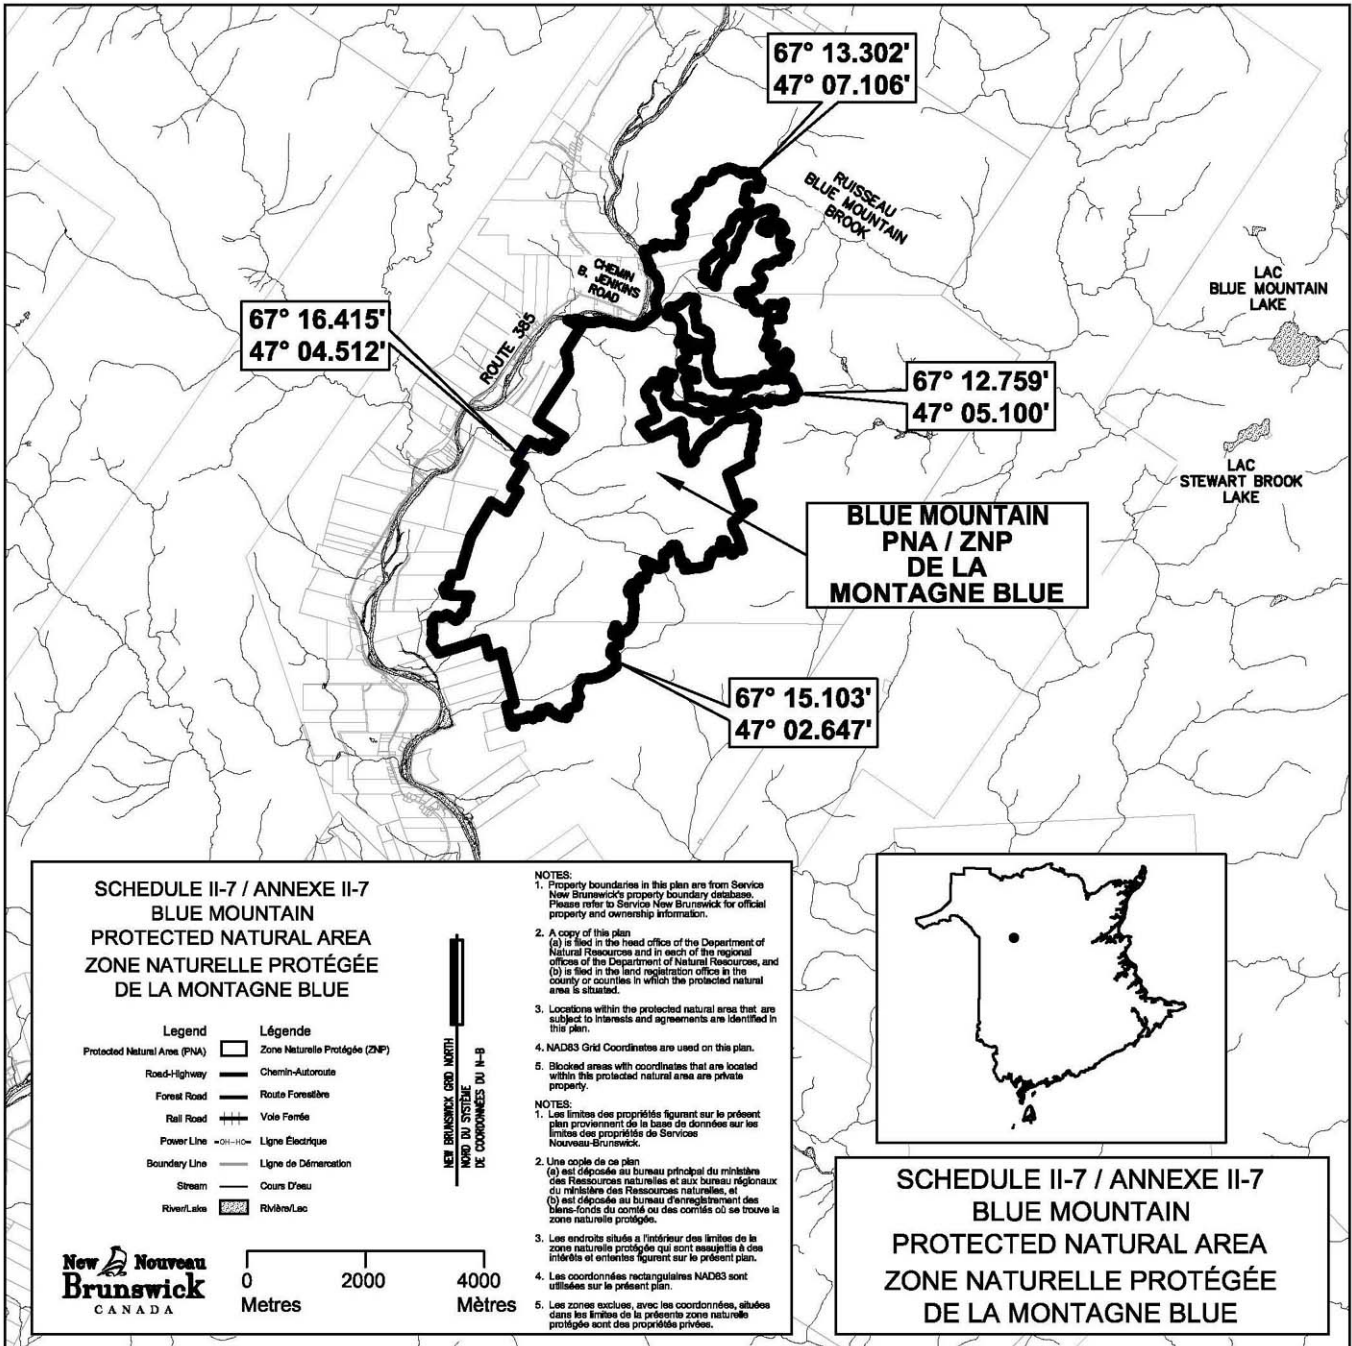 67° 13.302'
47° 07.106'
RUISSEAU
BLUE MOUNTAIN
BROOK
CHEMIN
B. JENKINS
ROAD
LAC
BLUE MOUNTAIN
LAKE
67° 16.415'
47° 04.512'
ROUTE 385
67° 12.759'
47° 05.100'
LAC
STEWART BROOK
LAKE
BLUE MOUNTAIN
PNA / ZNP
DE LA
MONTAGNE BLUE
67° 15.103'
47° 02.647'
SCHEDULE II-7 / ANNEXE II-7
BLUE MOUNTAIN
PROTECTED NATURAL AREA
ZONE NATURELLE PROTÉGÉE
DE LA MONTAGNE BLUE
Legend Légende
Protected Natural Area (PNA) Zone Naturelle Protégée (ZNP)
Road-Highway Chemin-Autoroute
Forest Road Route Forestière
Rail Road Voie Ferrée
Power Line OH-HO Ligne Électrique
Boundary Line Ligne de Démarcation
Stream Cours D'eau
River/Lake Rivière/Lac
New Nouveau
Brunswick
CANADA
0 2000 4000
Metres Mètres
NEW BRUNSWICK GRID NORTH
NORD DU SYSTÈME
DE COORDONNÉES DU N-B
NOTES:
1. Property boundaries in this plan are from Service
New Brunswick's property boundary database.
Please refer to Service New Brunswick for official
property and ownership information.
2. A copy of this plan
(a) is filed in the head office of the Department of
Natural Resources and in each of the regional
offices of the Department of Natural Resources, and
(b) is filed in the land registration office in the
county or counties in which the protected natural
area is situated.
3. Locations within the protected natural area that are
subject to interests and agreements are identified in
this plan.
4. NAD83 Grid Coordinates are used on this plan.
5. Blocked areas with coordinates that are located
within this protected natural area are private
property.
NOTES:
1. Les limites des propriétés figurant sur le présent
plan proviennent de la base de données sur les
limites des propriétés de Services
Nouveau-Brunswick.
2. Une copie de ce plan
(a) est déposée au bureau principal du ministère
des Ressources naturelles et aux bureau régionaux
du ministère des Ressources naturelles, et
(b) est déposée au bureau d'enregistrement des
biens-fonds du comté ou des comtés où se trouve la
zone naturelle protégée.
3. Les endroits situés a l'intérieur des limites de la
zone naturelle protégée qui sont assujettis à des
intérêts et ententes figurent sur le présent plan.
4. Les coordonnées rectangulaires NAD83 sont
utilisées sur le présent plan.
5. Les zones exclues, avec les coordonnées, situées
dans les limites de la présente zone naturelle
protégée sont des propriétés privées.
SCHEDULE II-7 / ANNEXE II-7
BLUE MOUNTAIN
PROTECTED NATURAL AREA
ZONE NATURELLE PROTÉGÉE
DE LA MONTAGNE BLUE